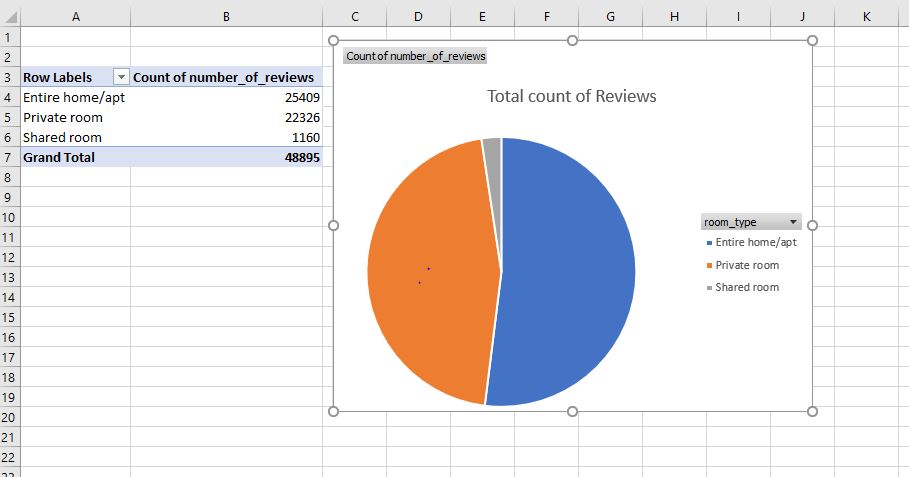 A B C D E F G H I J K
1
2
3 Row Labels Count of number_of_reviews
4 Entire home/apt 25409
5 Private room 22326
6 Shared room 1160
7 Grand Total 48895
8
9
10
11
12
13
14
15
16
17
18
19
20
21
22
23
Count of number_of_reviews
Total count of Reviews
room_type
Entire home/apt
Private room
Shared room